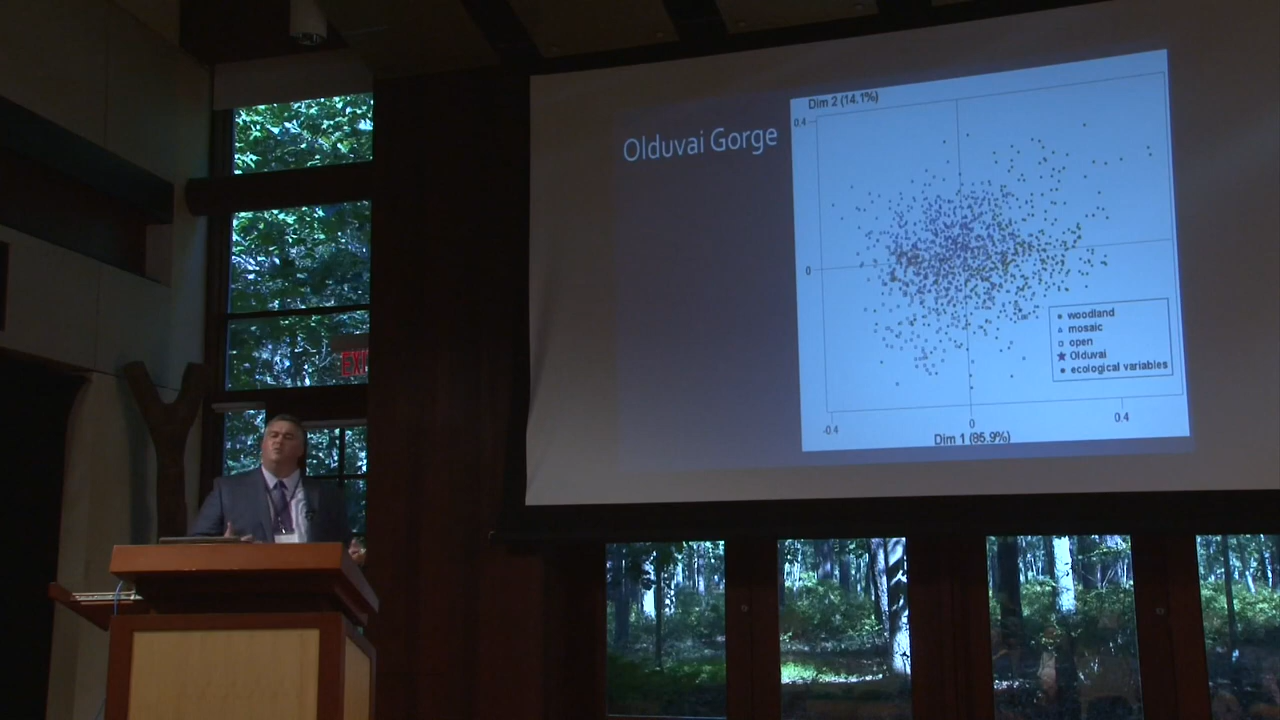 Olduvai Gorge
Dim 2 (14.1%)
0.4
0
woodland
mosaic
open
Olduvai
ecological variables
-0.4
0
0.4
Dim 1 (85.9%)